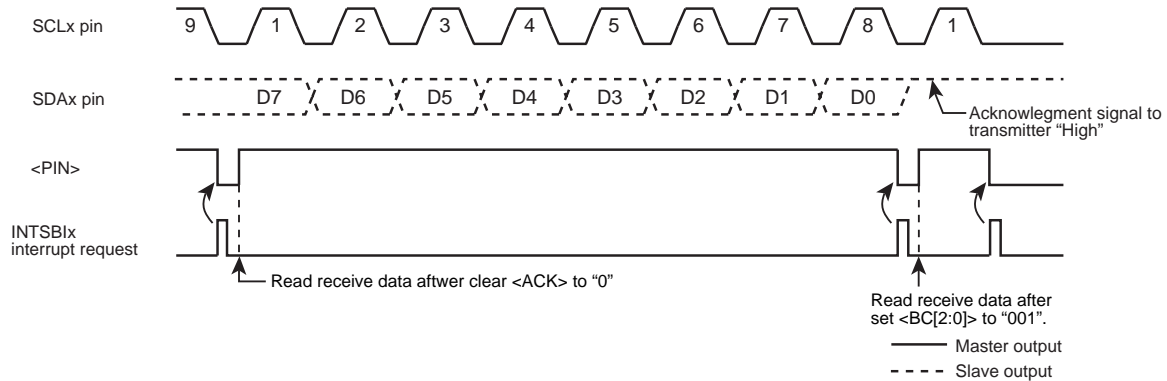 SCLx pin
9 1 2 3 4 5 6 7 8 1
SDAx pin
D7 D6 D5 D4 D3 D2 D1 D0
Acknowlegment signal to
transmitter “High”
<PIN>
INTSBIx
interrupt request
Read receive data aftwer clear <ACK> to “0”
Read receive data after
set <BC[2:0]> to “001”.
Master output
Slave output